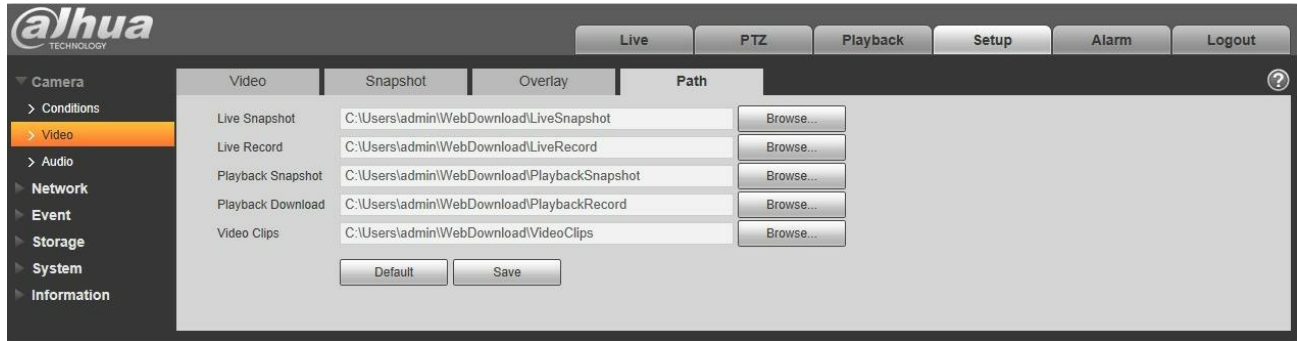 alhua
TECHNOLOGY
Live PTZ Playback Setup Alarm Logout
Camera
> Conditions
> Video
> Audio
Network
Event
Storage
System
Information
Video Snapshot Overlay Path ?
Live Snapshot C:\Users\admin\WebDownload\LiveSnapshot Browse...
Live Record C:\Users\admin\WebDownload\LiveRecord Browse...
Playback Snapshot C:\Users\admin\WebDownload\PlaybackSnapshot Browse...
Playback Download C:\Users\admin\WebDownload\PlaybackRecord Browse...
Video Clips C:\Users\admin\WebDownload\VideoClips Browse...
Default Save